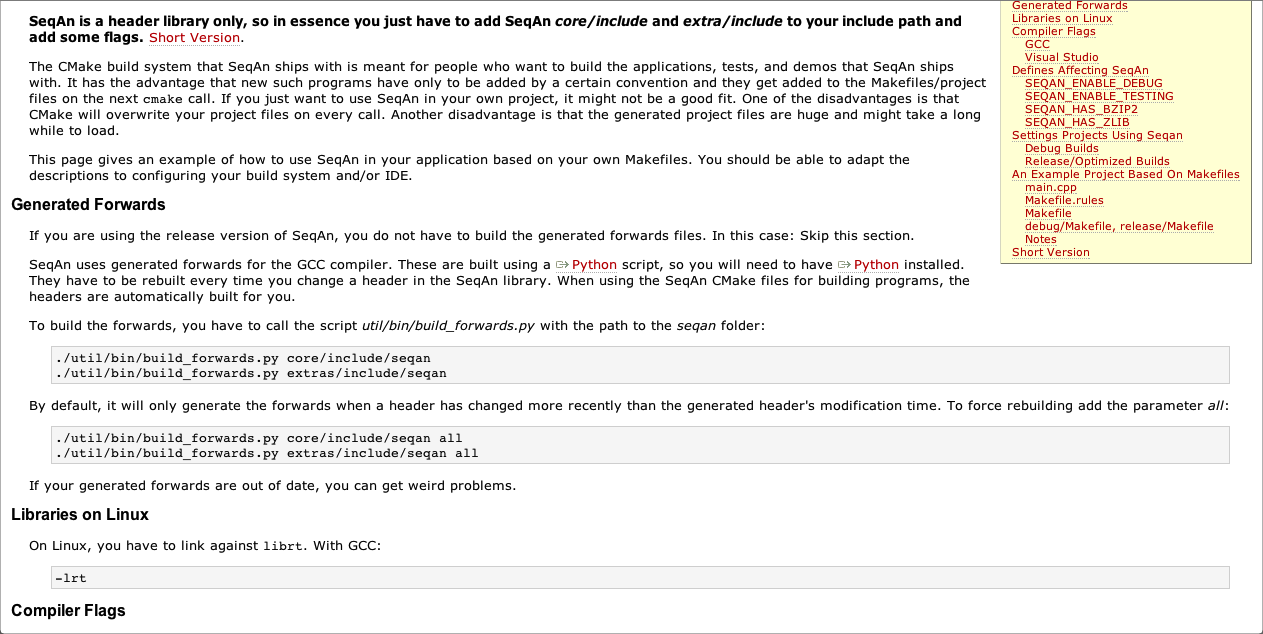 SeqAn is a header library only, so in essence you just have to add SeqAn core/include and extra/include to your include path and
add some flags. Short Version.
The CMake build system that SeqAn ships with is meant for people who want to build the applications, tests, and demos that SeqAn ships
with. It has the advantage that new such programs have only to be added by a certain convention and they get added to the Makefiles/project
files on the next cmake call. If you just want to use SeqAn in your own project, it might not be a good fit. One of the disadvantages is that
CMake will overwrite your project files on every call. Another disadvantage is that the generated project files are huge and might take a long
while to load.
This page gives an example of how to use SeqAn in your application based on your own Makefiles. You should be able to adapt the
descriptions to configuring your build system and/or IDE.
Generated Forwards
If you are using the release version of SeqAn, you do not have to build the generated forwards files. In this case: Skip this section.
SeqAn uses generated forwards for the GCC compiler. These are built using a Python script, so you will need to have Python installed.
They have to be rebuilt every time you change a header in the SeqAn library. When using the SeqAn CMake files for building programs, the
headers are automatically built for you.
To build the forwards, you have to call the script util/bin/build_forwards.py with the path to the seqan folder:
./util/bin/build_forwards.py core/include/seqan
./util/bin/build_forwards.py extras/include/seqan
By default, it will only generate the forwards when a header has changed more recently than the generated header's modification time. To force rebuilding add the parameter all:
./util/bin/build_forwards.py core/include/seqan all
./util/bin/build_forwards.py extras/include/seqan all
If your generated forwards are out of date, you can get weird problems.
Libraries on Linux
On Linux, you have to link against librt. With GCC:
-lrt
Compiler Flags
Generated Forwards
Libraries on Linux
Compiler Flags
GCC
Visual Studio
Defines Affecting SeqAn
SEQAN_ENABLE_DEBUG
SEQAN_ENABLE_TESTING
SEQAN_HAS_BZIP2
SEQAN_HAS_ZLIB
Settings Projects Using Seqan
Debug Builds
Release/Optimized Builds
An Example Project Based On Makefiles
main.cpp
Makefile.rules
Makefile
debug/Makefile, release/Makefile
Notes
Short Version